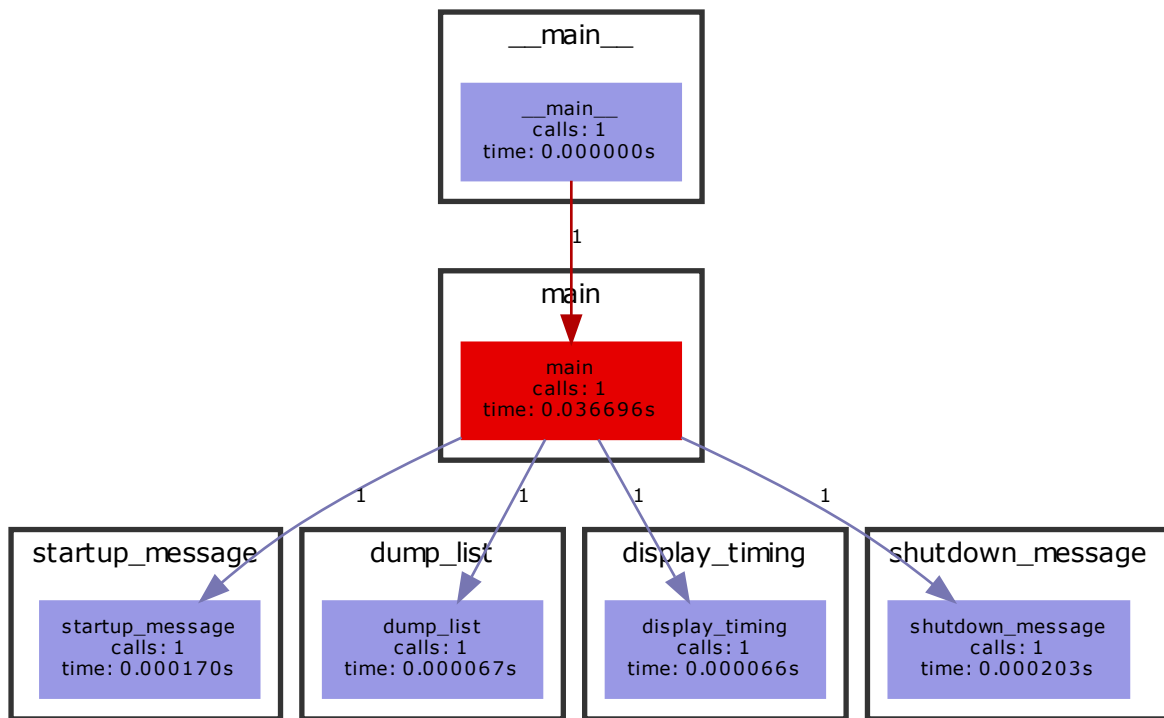 __main__
__main__
calls: 1
time: 0.000000s
1
main
main
calls: 1
time: 0.036696s
1
1
1
1
startup_message
startup_message
calls: 1
time: 0.000170s
dump_list
dump_list
calls: 1
time: 0.000067s
display_timing
display_timing
calls: 1
time: 0.000066s
shutdown_message
shutdown_message
calls: 1
time: 0.000203s